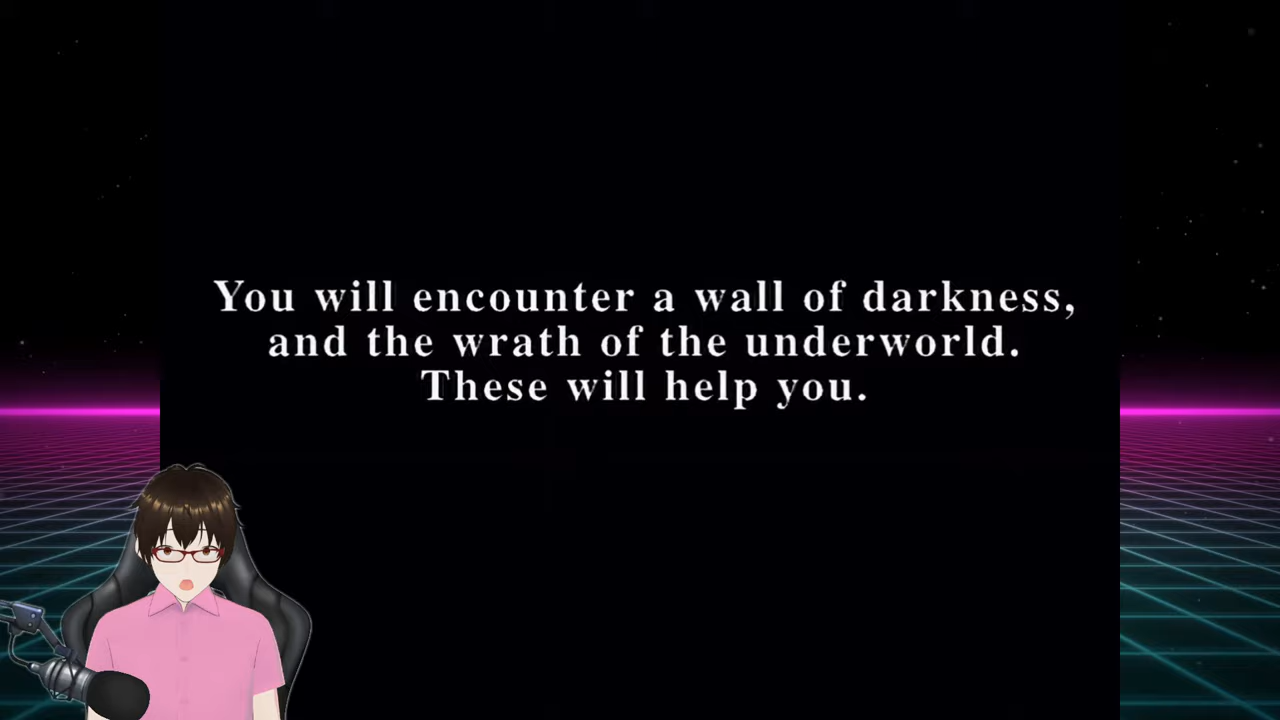 You will encounter a wall of darkness,
and the wrath of the underworld.
These will help you.